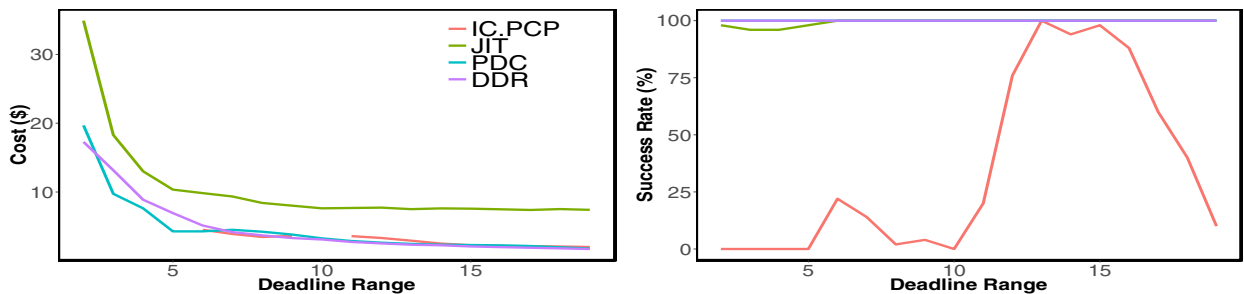 Cost ($)
30
20
10
IC.PCP
JIT
PDC
DDR
5
10
15
Deadline Range
Success Rate (%)
100
75
50
25
0
5
10
15
Deadline Range